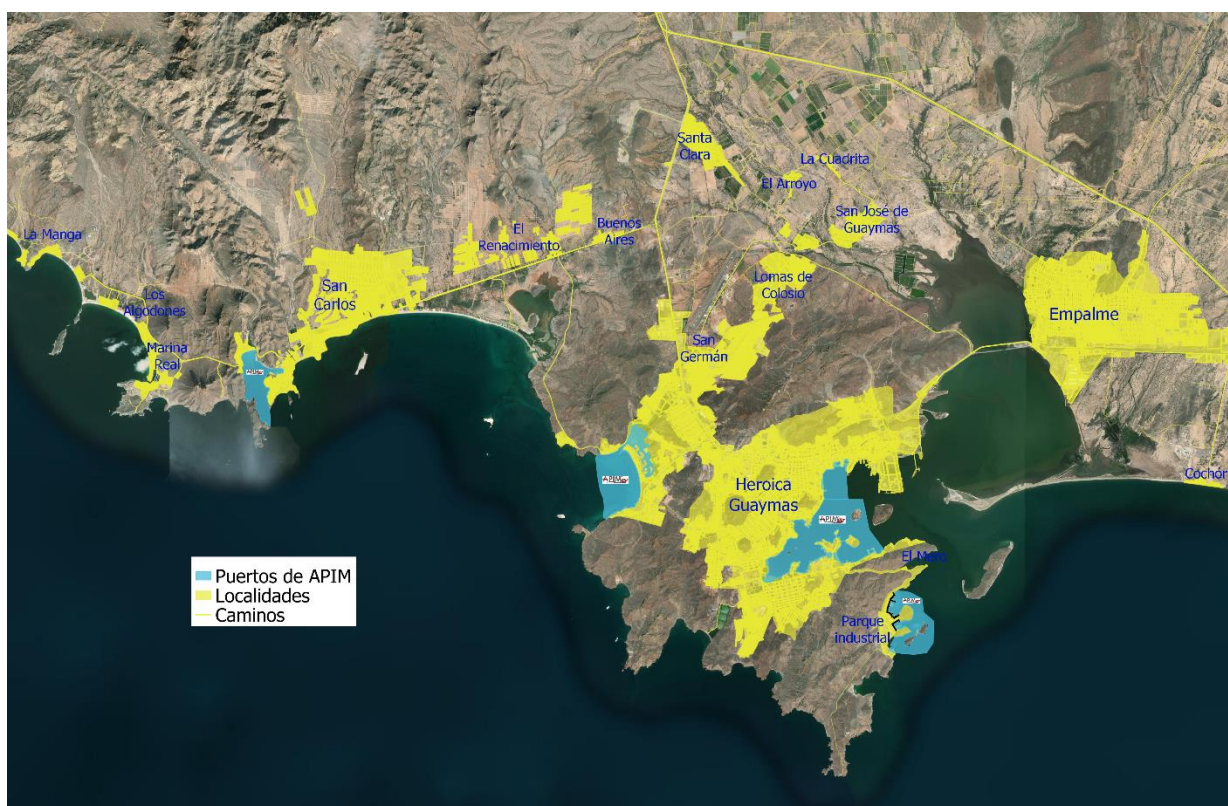 Santa
Clara
La Cuadrita
El Arroyo
San José de
Guaymas
La Manga
El
Renacimiento
Buenos
Aires
Los
Algodones
San
Carlos
Lomas de
Colosio
Empalme
Marina
Real
San
Germán
Cochór
Heroica
Guaymas
El Mero
Parque
industrial
Puertos de APIM
Localidades
Caminos